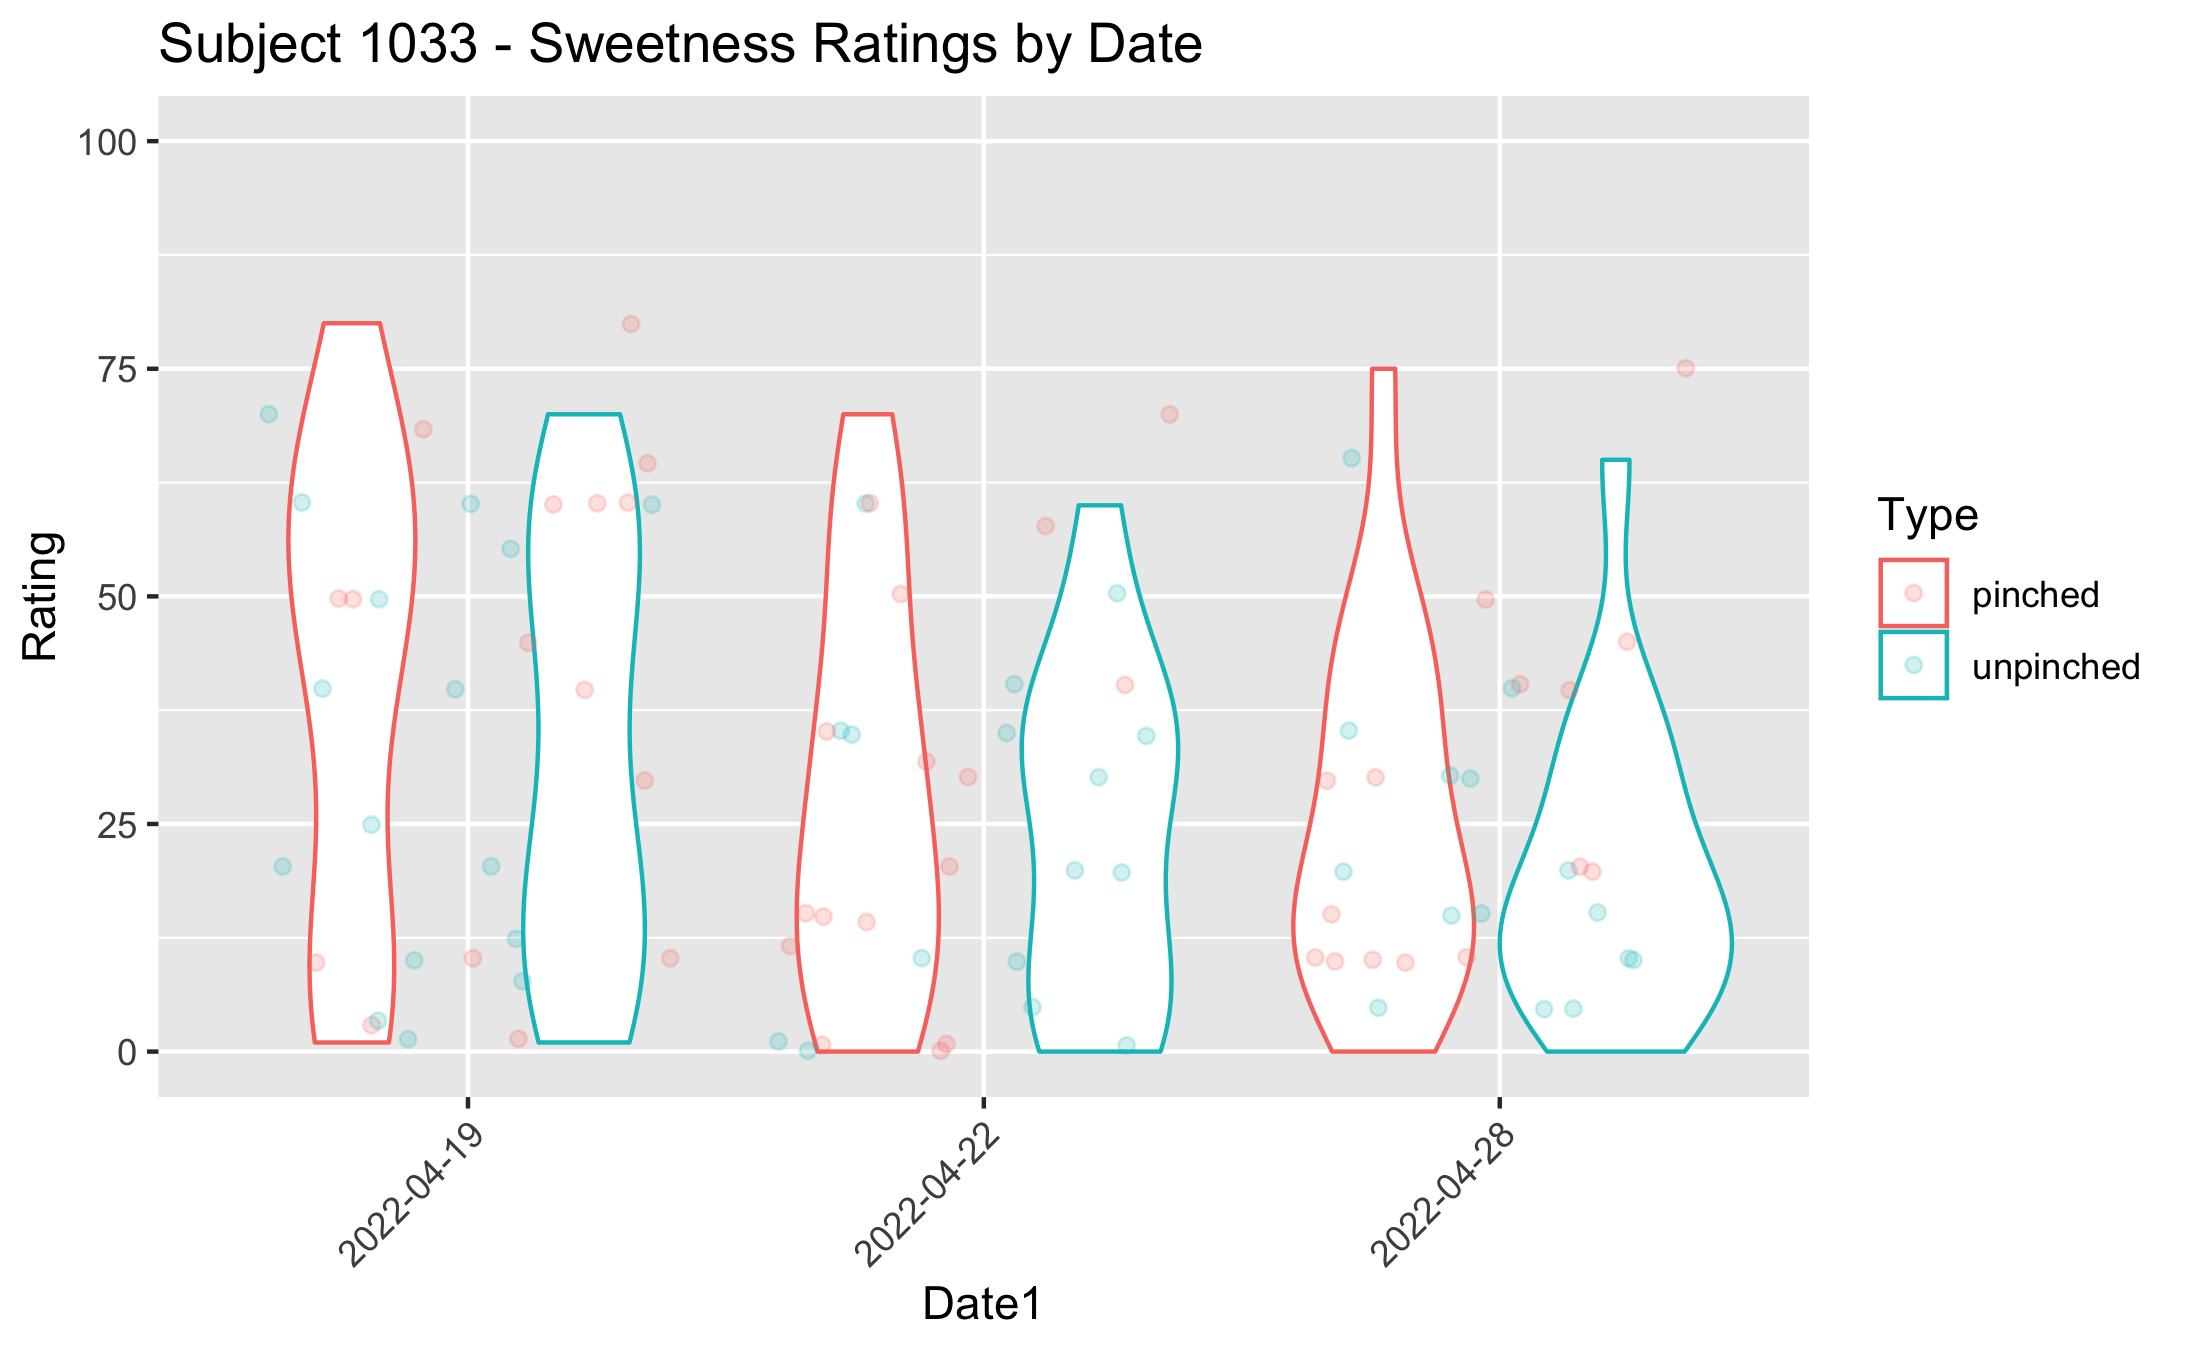 Subject 1033 - Sweetness Ratings by Date
100
75
50
25
0
Rating
2022-04-19
2022-04-22
2022-04-28
Date1
Type
pinched
unpinched